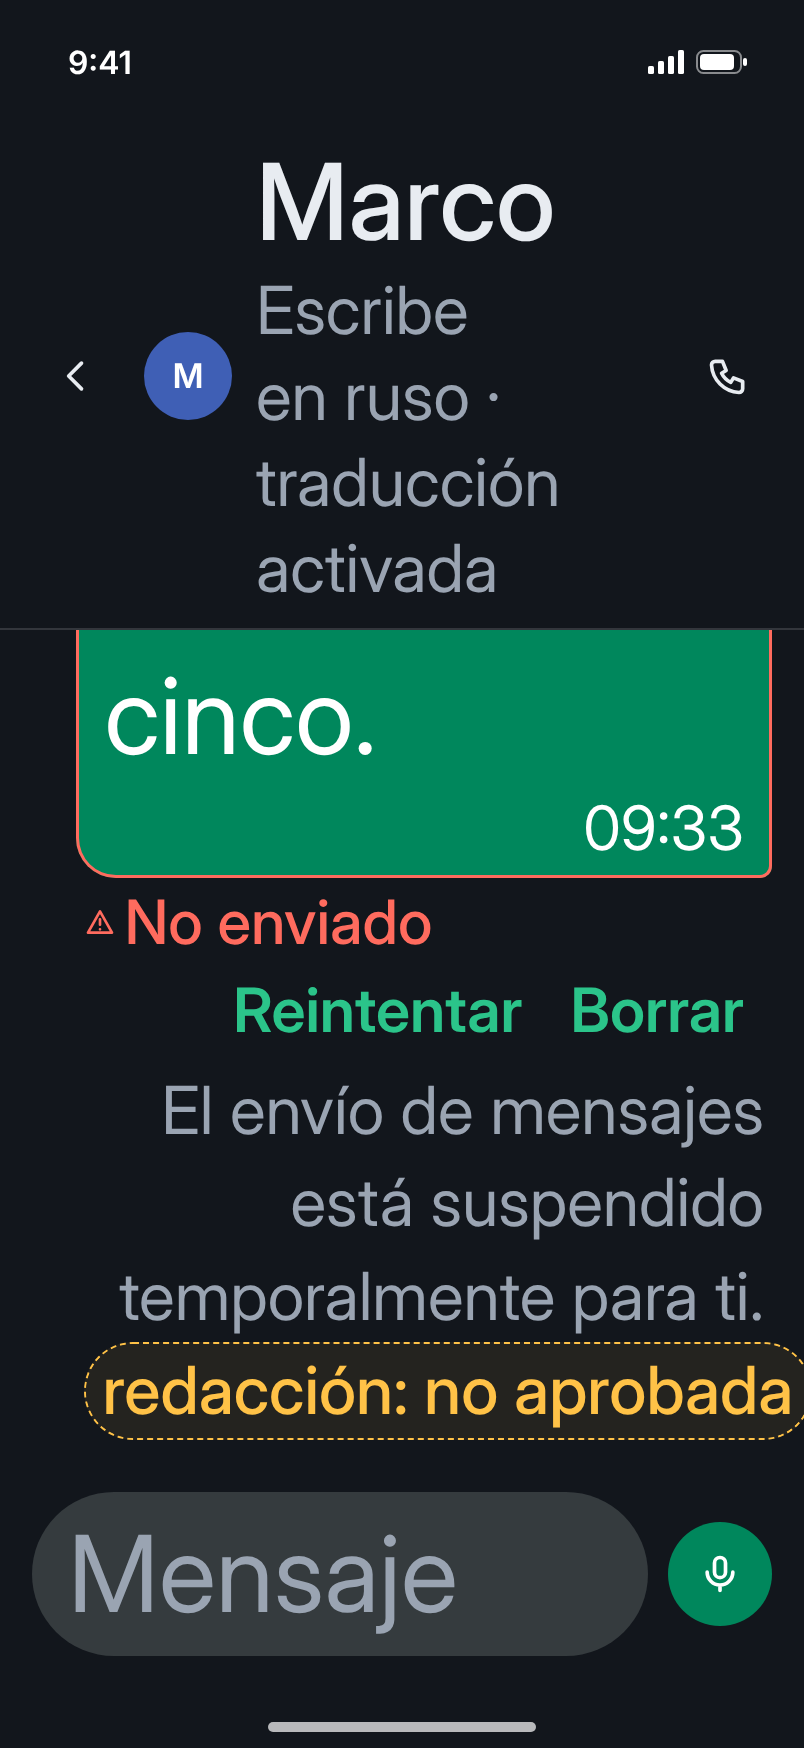 9:41
Marco
Escribe
en ruso ·
traducción
activada
M
cinco.
09:33
No enviado
Reintentar Borrar
El envío de mensajes
está suspendido
temporalmente para ti.
redacción: no aprobada
Mensaje